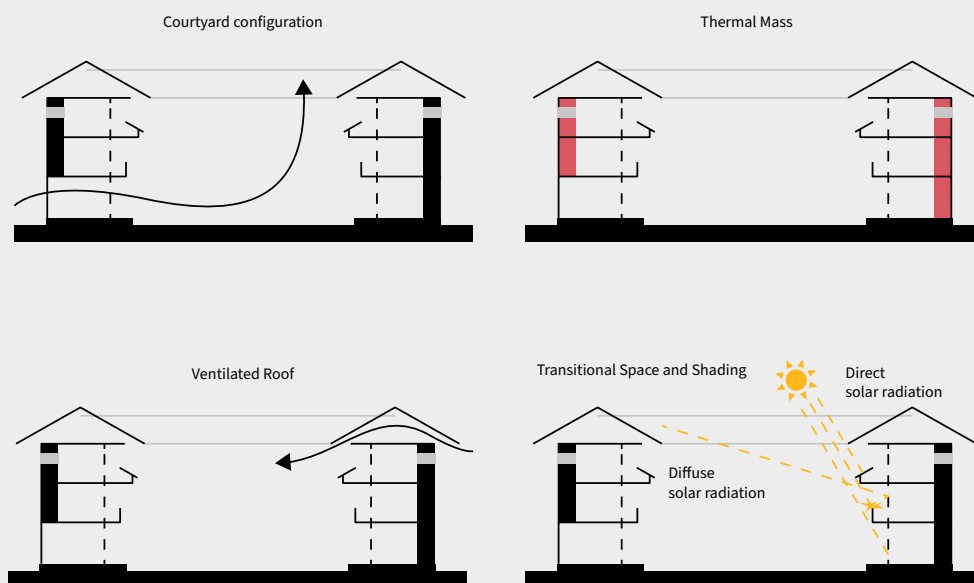 Courtyard configuration
Thermal Mass
Ventilated Roof
Transitional Space and Shading
Direct
solar radiation
Diffuse
solar radiation